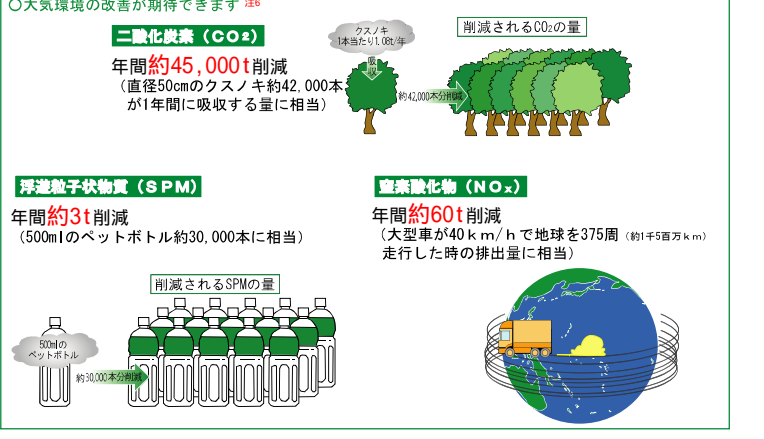 ○大気環境の改善が期待できます 注6
二酸化炭素（CO₂）
年間約45,000t削減
（直径50cmのクスノキ約42,000本
が1年間に吸収する量に相当）
クスノキ
1本当たり1.08t/年
吸収
約42,000本分削減
削減されるCO₂の量
浮遊粒子状物質（SPM）
年間約3t削減
（500mlのペットボトル約30,000本に相当）
削減されるSPMの量
500mlの
ペットボトル
約30,000本分削減
窒素酸化物（NOₓ）
年間約60t削減
（大型車が40ｋｍ/ｈで地球を375周（約1千5百万ｋｍ）
走行した時の排出量に相当）